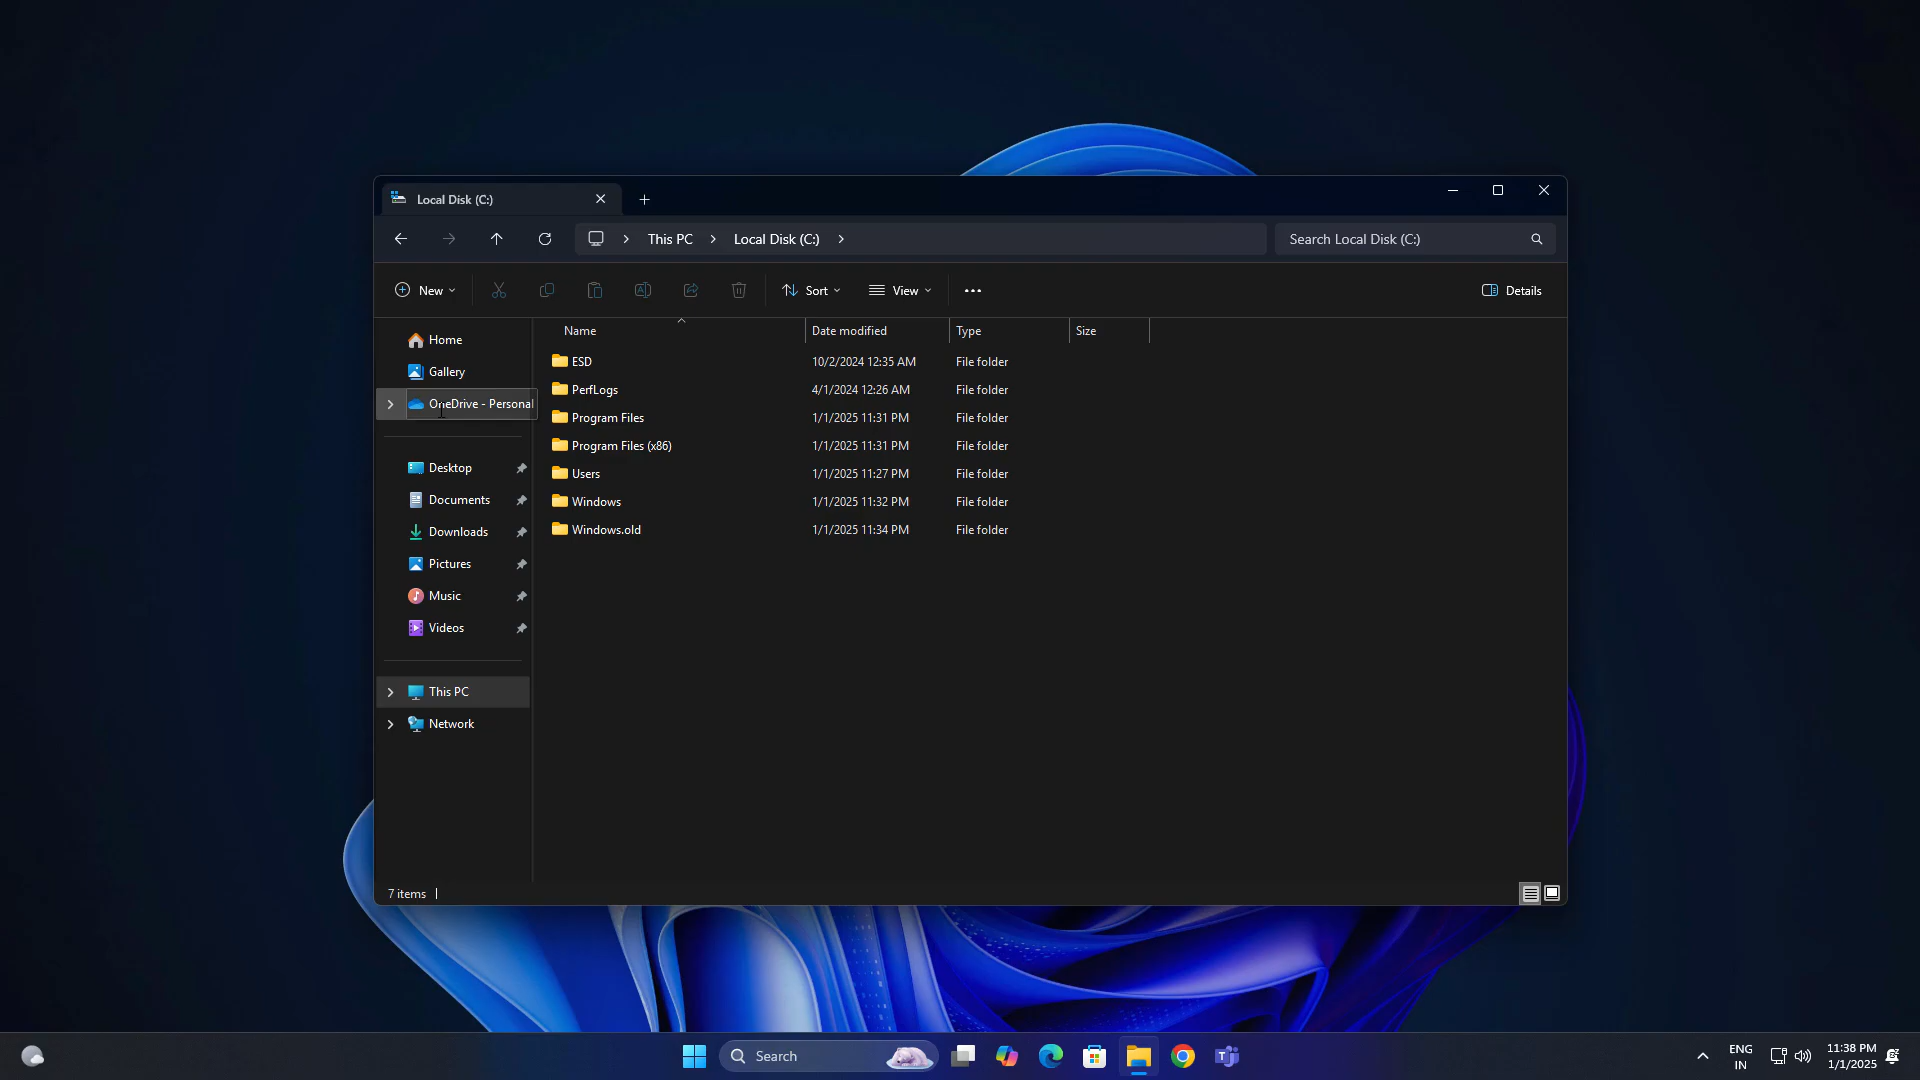 Local Disk (C:)
This PC
Local Disk (C:)
Search Local Disk (C:)
New
Sort
View
Details
Home
Gallery
OneDrive - Personal
Desktop
Documents
Downloads
Pictures
Music
Videos
This PC
Network
Name Date modified Type Size
ESD 10/2/2024 12:35 AM File folder
PerfLogs 4/1/2024 12:26 AM File folder
Program Files 1/1/2025 11:31 PM File folder
Program Files (x86) 1/1/2025 11:31 PM File folder
Users 1/1/2025 11:27 PM File folder
Windows 1/1/2025 11:32 PM File folder
Windows.old 1/1/2025 11:34 PM File folder
7 items
Search
ENG
IN
11:38 PM
1/1/2025